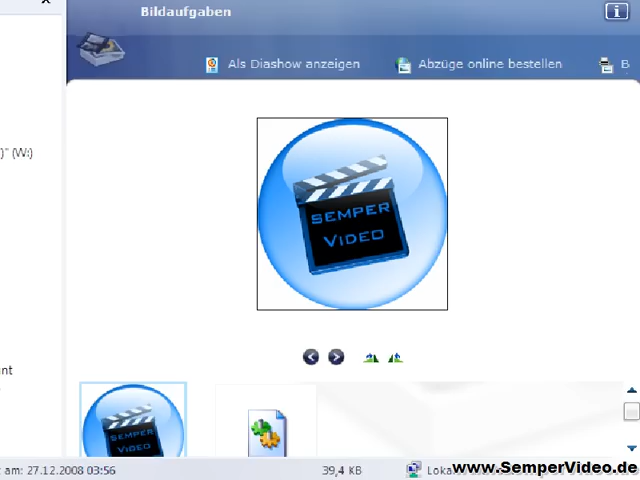 Bildaufgaben
Als Diashow anzeigen
Abzüge online bestellen
B
)" (W:)
SEMPER
VIDEO
nt
SEMPER
VIDEO
t am: 27.12.2008 03:56
39,4 KB
Loka
www.SemperVideo.de